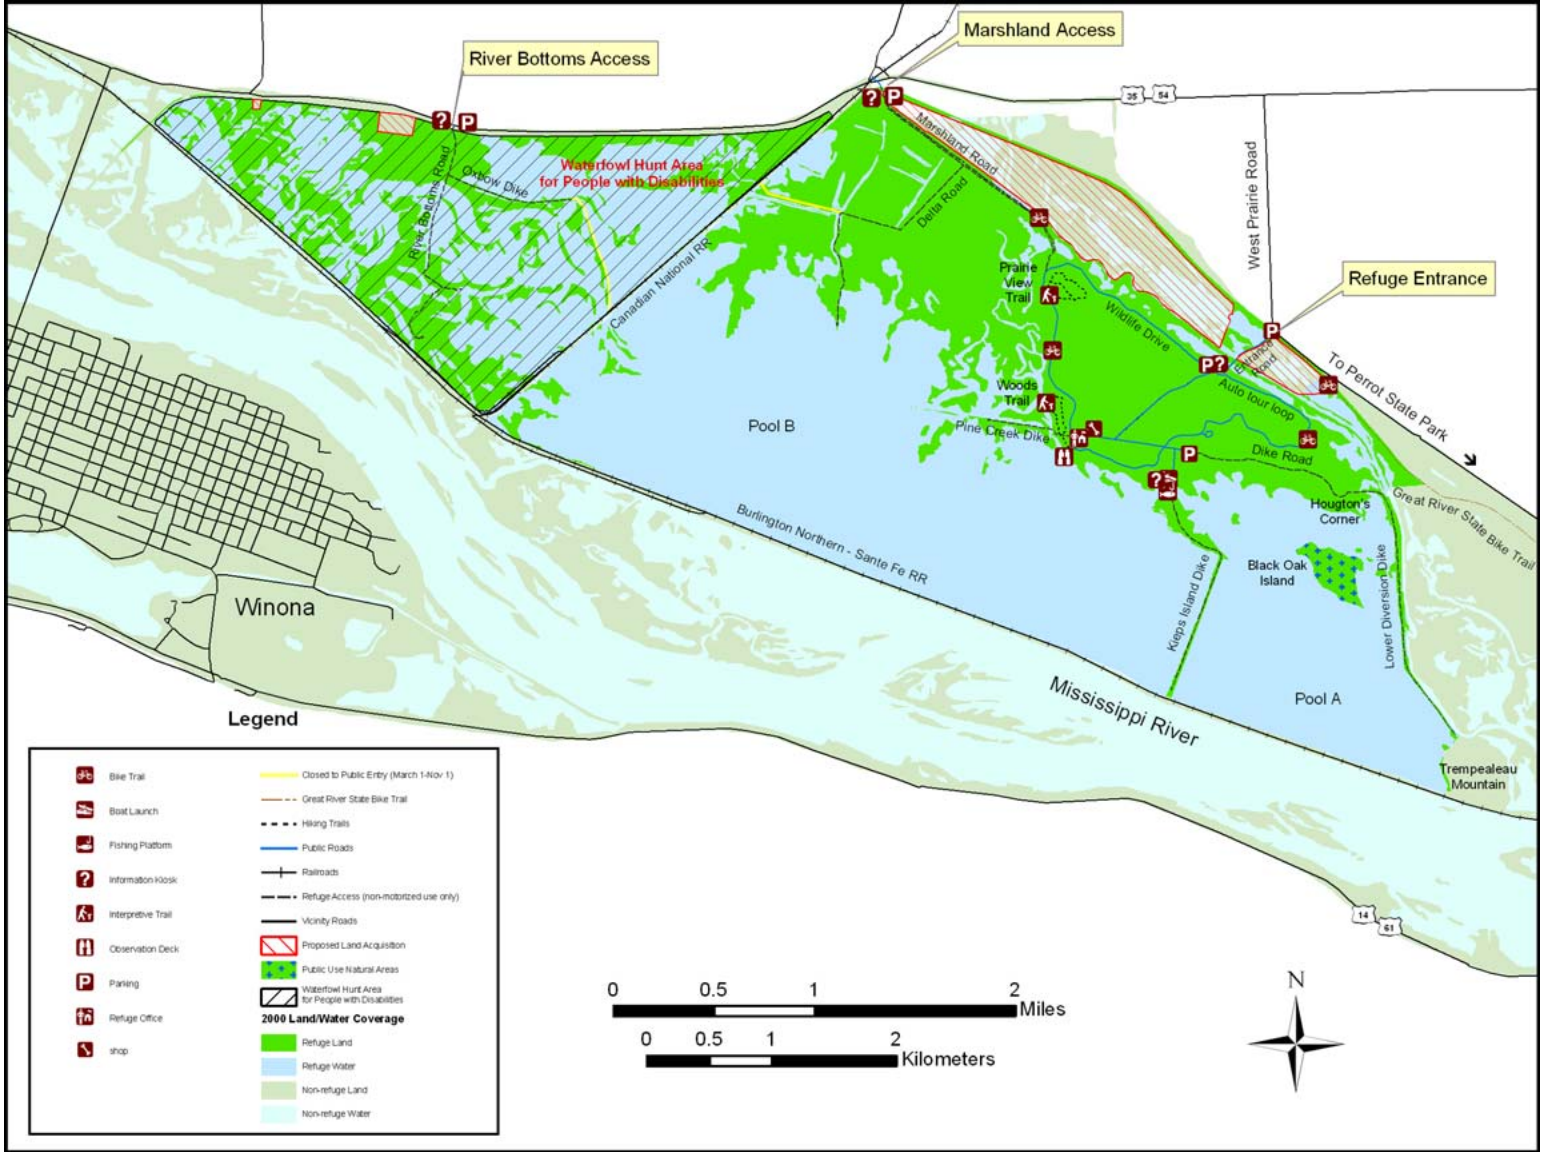 Marshland Access
River Bottoms Access
35 54
Marshland Road
Waterfowl Hunt Area
for People with Disabilities
River Bottoms Road
Oxbow Dike
Delta Road
West Prairie Road
Canadian National RR
Prairie
View
Trail
Refuge Entrance
Wildlife Drive
Entrance
Road
To Perrot State Park
Woods
Trail
Auto tour loop
Pool B
Pine Creek Dike
Dike Road
Hougton's
Corner
Great River State Bike Trail
Burlington Northern - Sante Fe RR
Black Oak
Island
Kieps Island Dike
Lower Diversion Dike
Winona
Mississippi River
Pool A
Trempealeau
Mountain
14
61
Legend
Bike Trail
Boat Launch
Fishing Platform
? Information Kiosk
Interpretive Trail
Observation Deck
P Parking
Refuge Office
shop
Closed to Public Entry (March 1-Nov 1)
Great River State Bike Trail
Hiking Trails
Public Roads
Railroads
Refuge Access (non-motorized use only)
Vicinity Roads
Proposed Land Acquisition
Public Use Natural Areas
Waterfowl Hunt Area
for People with Disabilities
2000 Land/Water Coverage
Refuge Land
Refuge Water
Non-refuge Land
Non-refuge Water
0 0.5 1 2
Miles
0 0.5 1 2
Kilometers
N